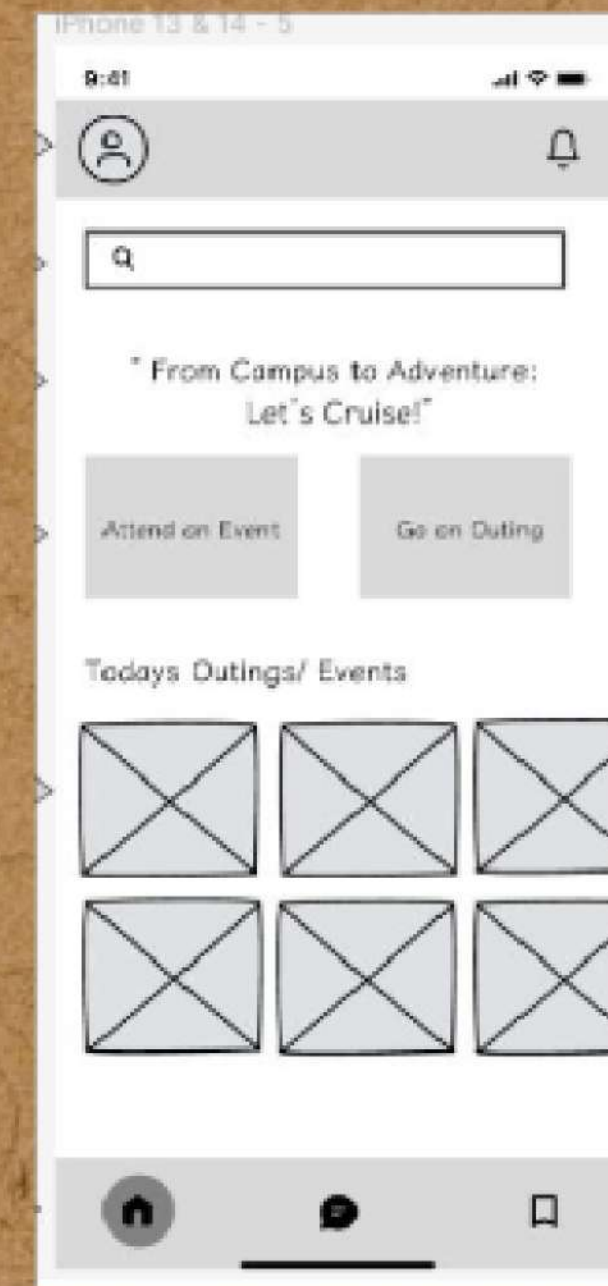 iPhone 13 & 14 - 5
9:41
" From Campus to Adventure:
Let's Cruise!"
Attend an Event
Go on Outing
Todays Outings/ Events